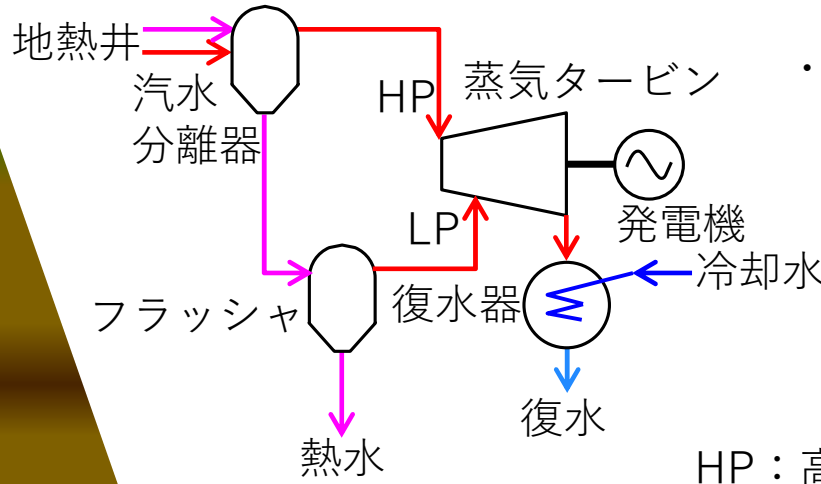 地熱井
汽水
分離器
HP
蒸気タービン
・
LP
発電機
フラッシャ
復水器
冷却水
復水
熱水
HP：高